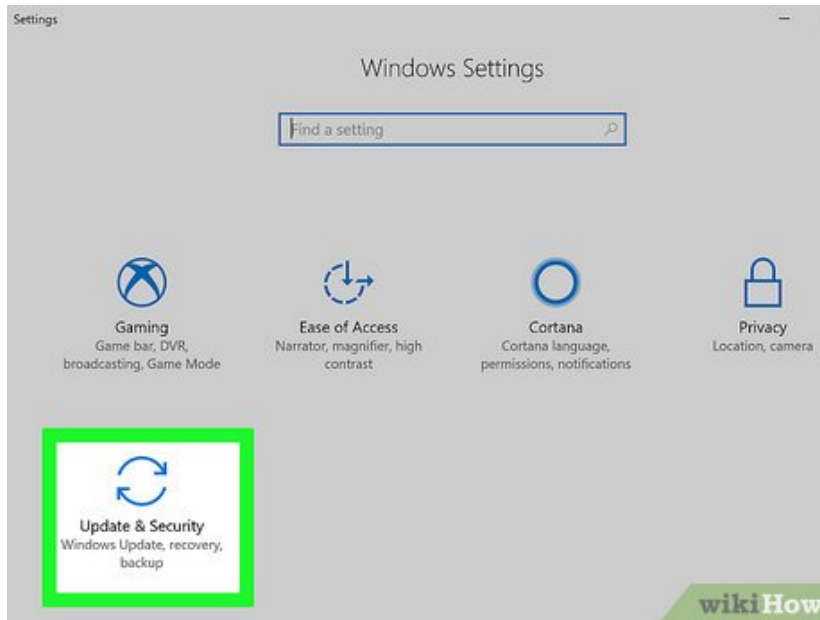 Settings
Windows Settings
Find a setting
Gaming
Game bar, DVR,
broadcasting, Game Mode
Ease of Access
Narrator, magnifier, high
contrast
Cortana
Cortana language,
permissions, notifications
Privacy
Location, camera
Update & Security
Windows Update, recovery,
backup
wikiHow